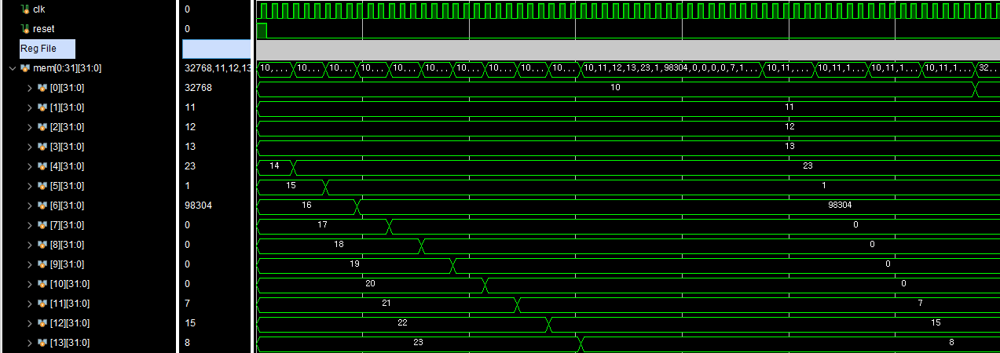 clk 0
reset 0
Reg File
mem[0:31][31:0] 32768,11,12,13 10,... 10... 10... 10... 10... 10... 10... 10... 10... 10... 10,11,12,13,23,1,98304,0,0,0,0,7,1... 10,11,... 10,11,1... 10,11,1... 10,11,1... 32...
[0][31:0] 32768 10
[1][31:0] 11 11
[2][31:0] 12 12
[3][31:0] 13 13
[4][31:0] 23 14 23
[5][31:0] 1 15 1
[6][31:0] 98304 16 98304
[7][31:0] 0 17 0
[8][31:0] 0 18 0
[9][31:0] 0 19 0
[10][31:0] 0 20 0
[11][31:0] 7 21 7
[12][31:0] 15 22 15
[13][31:0] 8 23 8